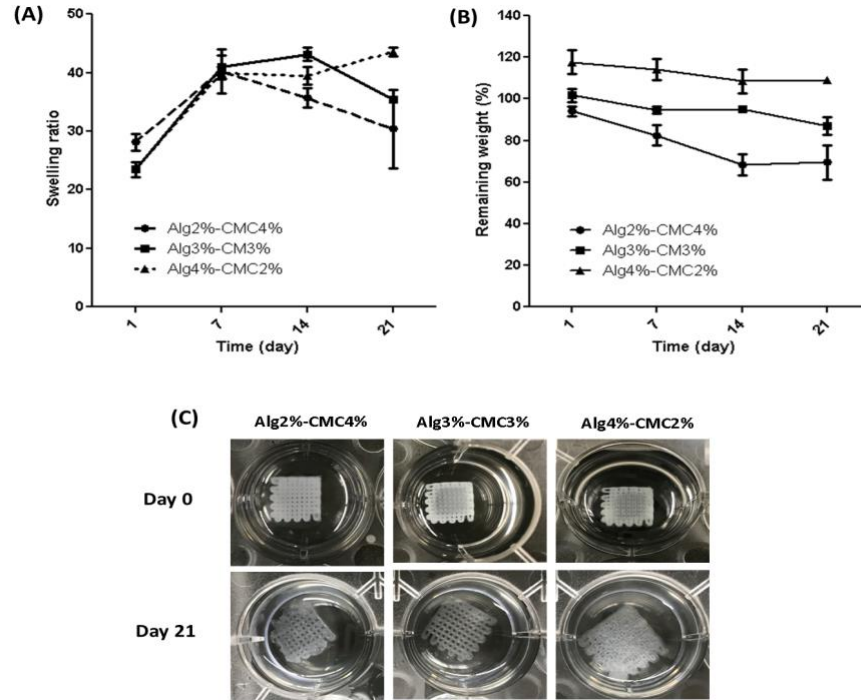 (A)
50
40
30
20
10
0
Swelling ratio
Alg2%-CMC4%
Alg3%-CM3%
Alg4%-CMC2%
1 7 14 21
Time (day)
(B)
140
120
100
80
60
40
20
0
Remaining weight (%)
Alg2%-CMC4%
Alg3%-CM3%
Alg4%-CMC2%
1 7 14 21
Time (day)
(C)
Alg2%-CMC4% Alg3%-CMC3% Alg4%-CMC2%
Day 0
Day 21